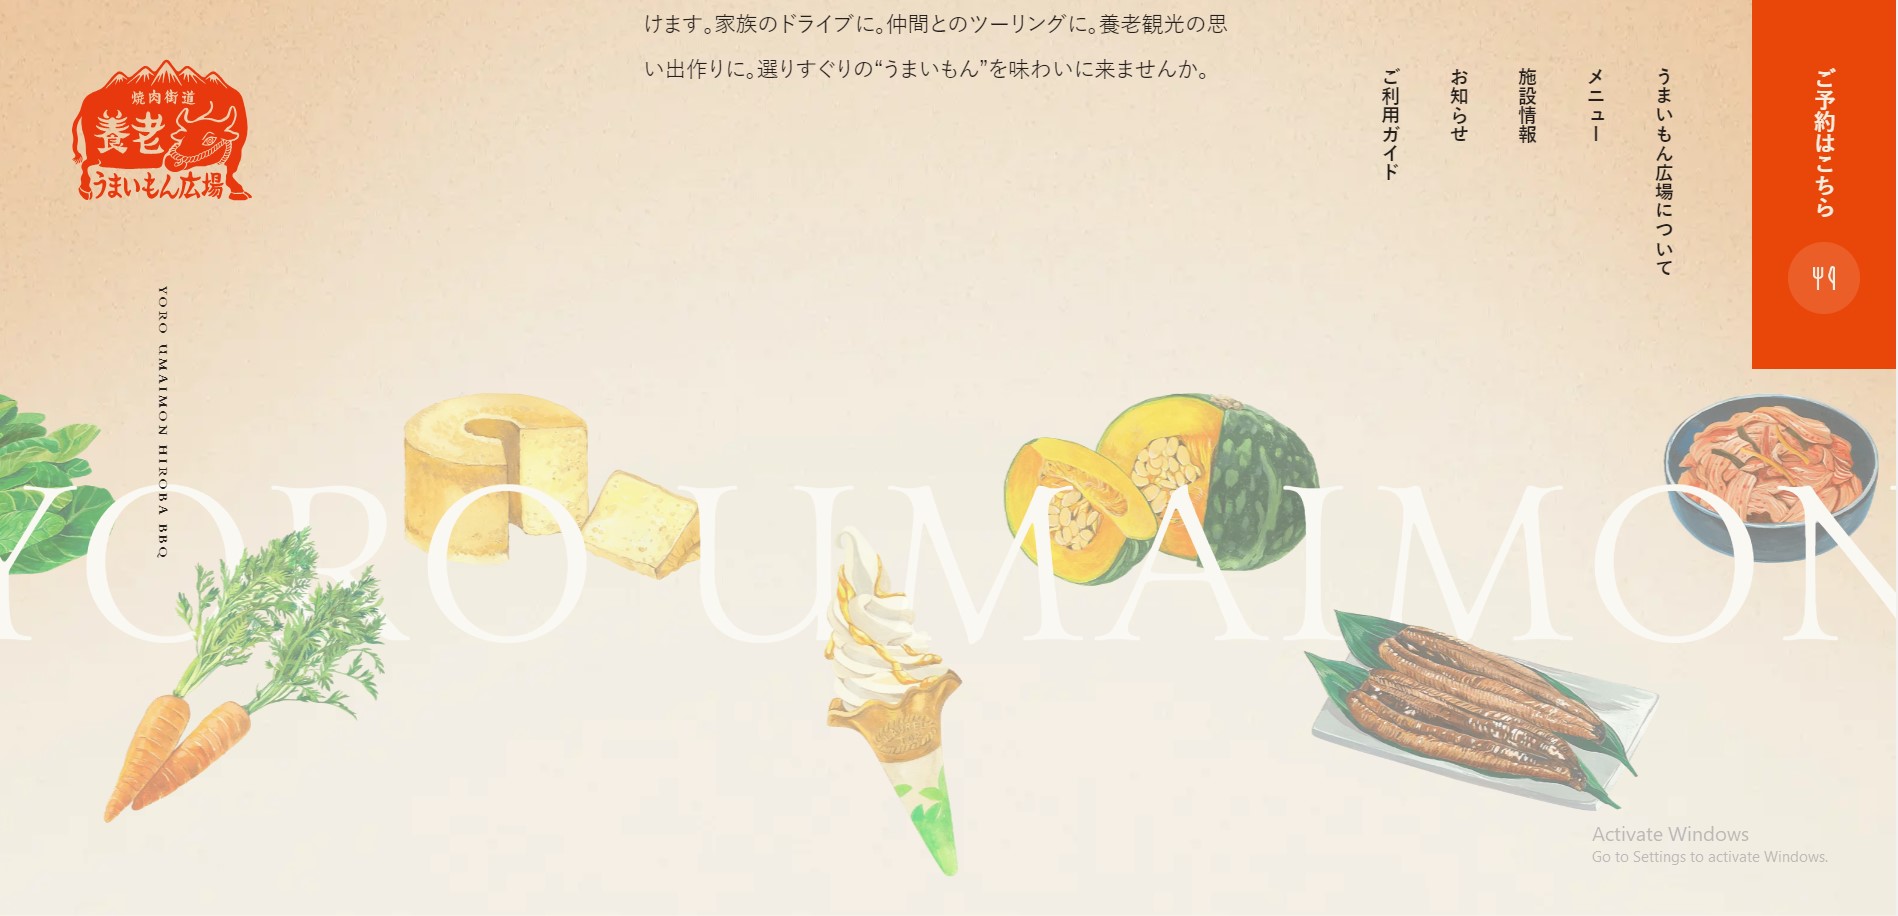 けます。家族のドライブに。仲間とのツーリングに。養老観光の思
い出作りに。選りすぐりの“うまいもん”を味わいに来ませんか。
焼肉街道
養老
うまいもん広場
ご予約はこちら
うまいもん広場について
メニュー
施設情報
お知らせ
ご利用ガイド
YORO UMAIMON HIROBA BBQ
YORO UMAIMON
Activate Windows
Go to Settings to activate Windows.